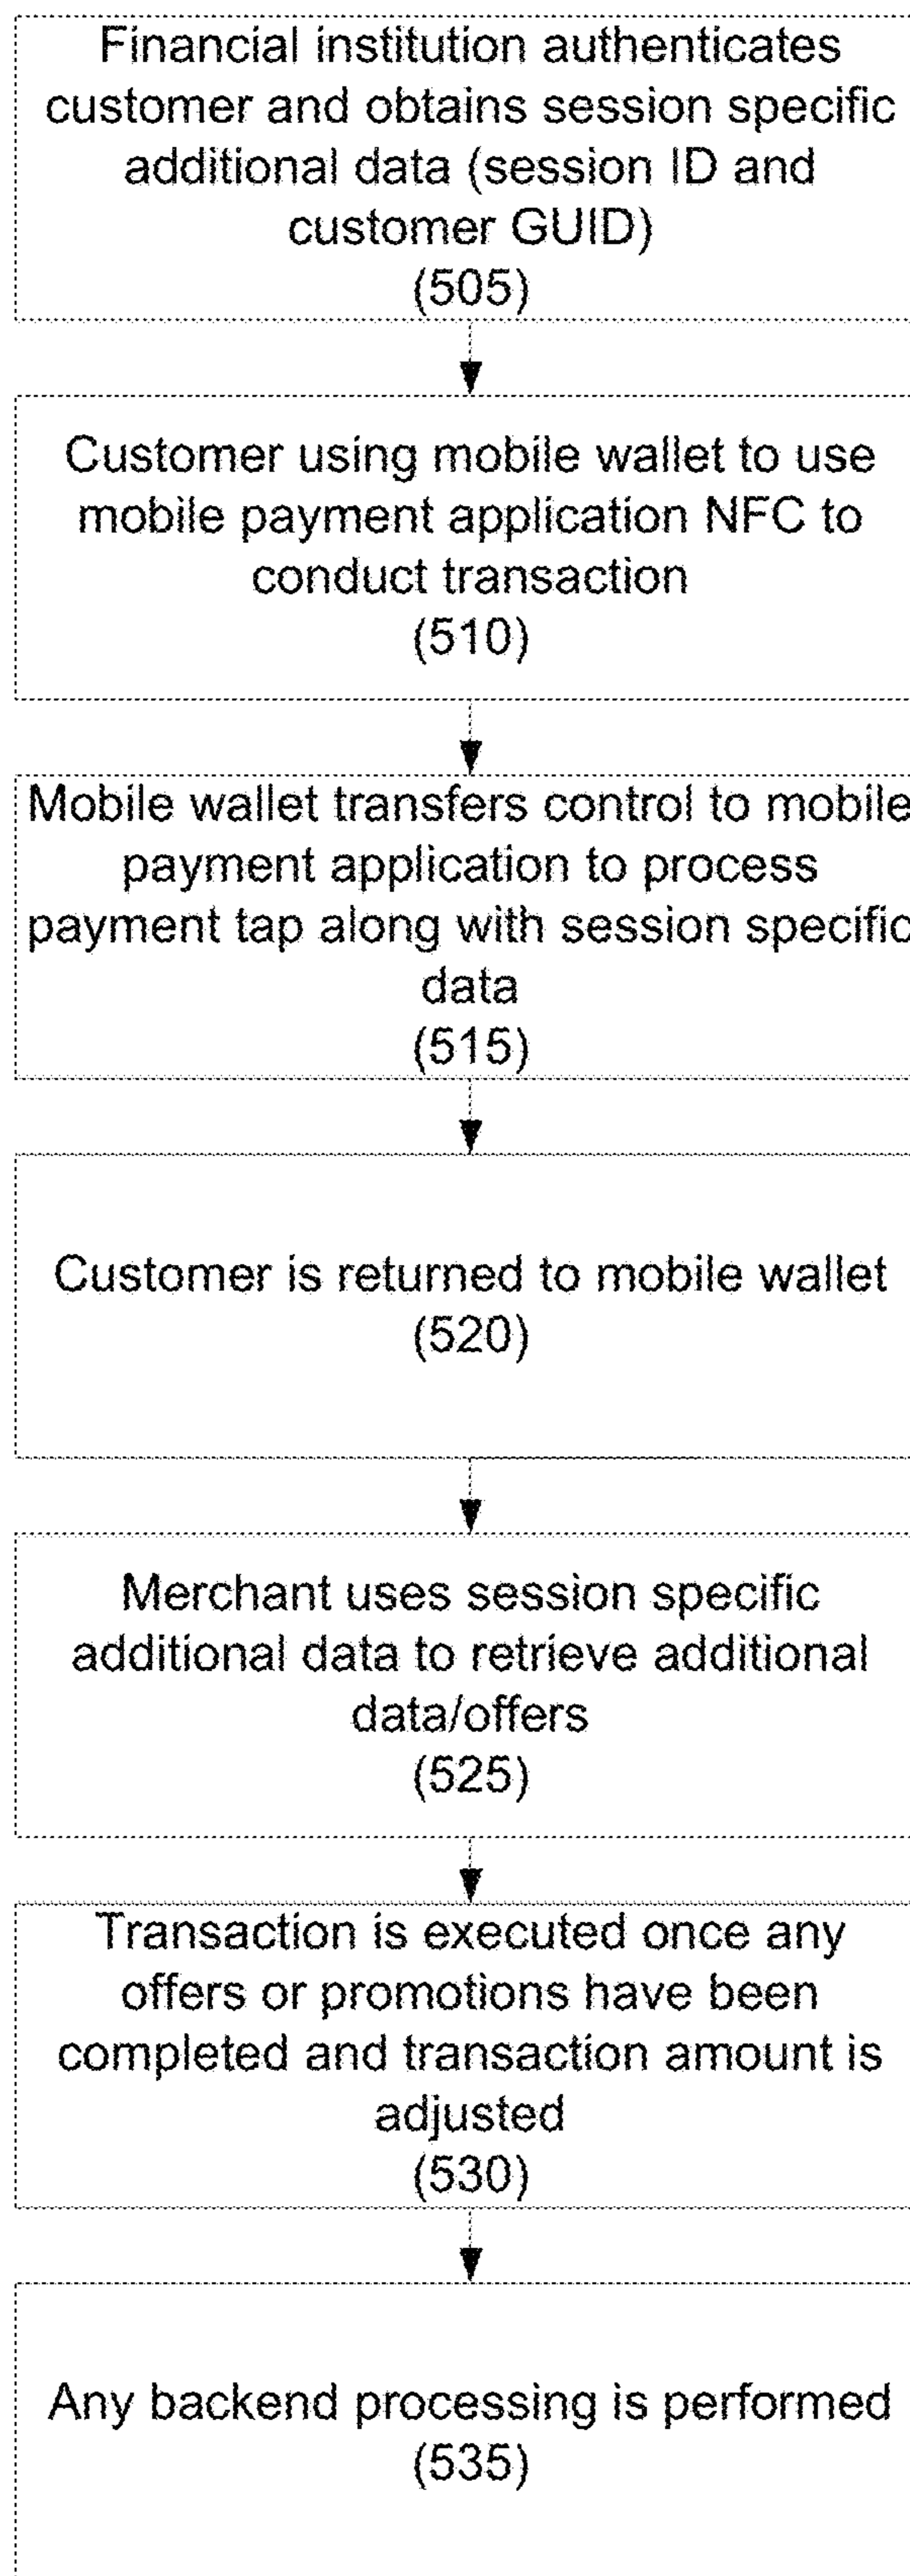 Financial institution authenticates
customer and obtains session specific
additional data (session ID and
customer GUID)
(505)
Customer using mobile wallet to use
mobile payment application NFC to
conduct transaction
(510)
Mobile wallet transfers control to mobile
payment application to process
payment tap along with session specific
data
(515)
Customer is returned to mobile wallet
(520)
Merchant uses session specific
additional data to retrieve additional
data/offers
(525)
Transaction is executed once any
offers or promotions have been
completed and transaction amount is
adjusted
(530)
Any backend processing is performed
(535)